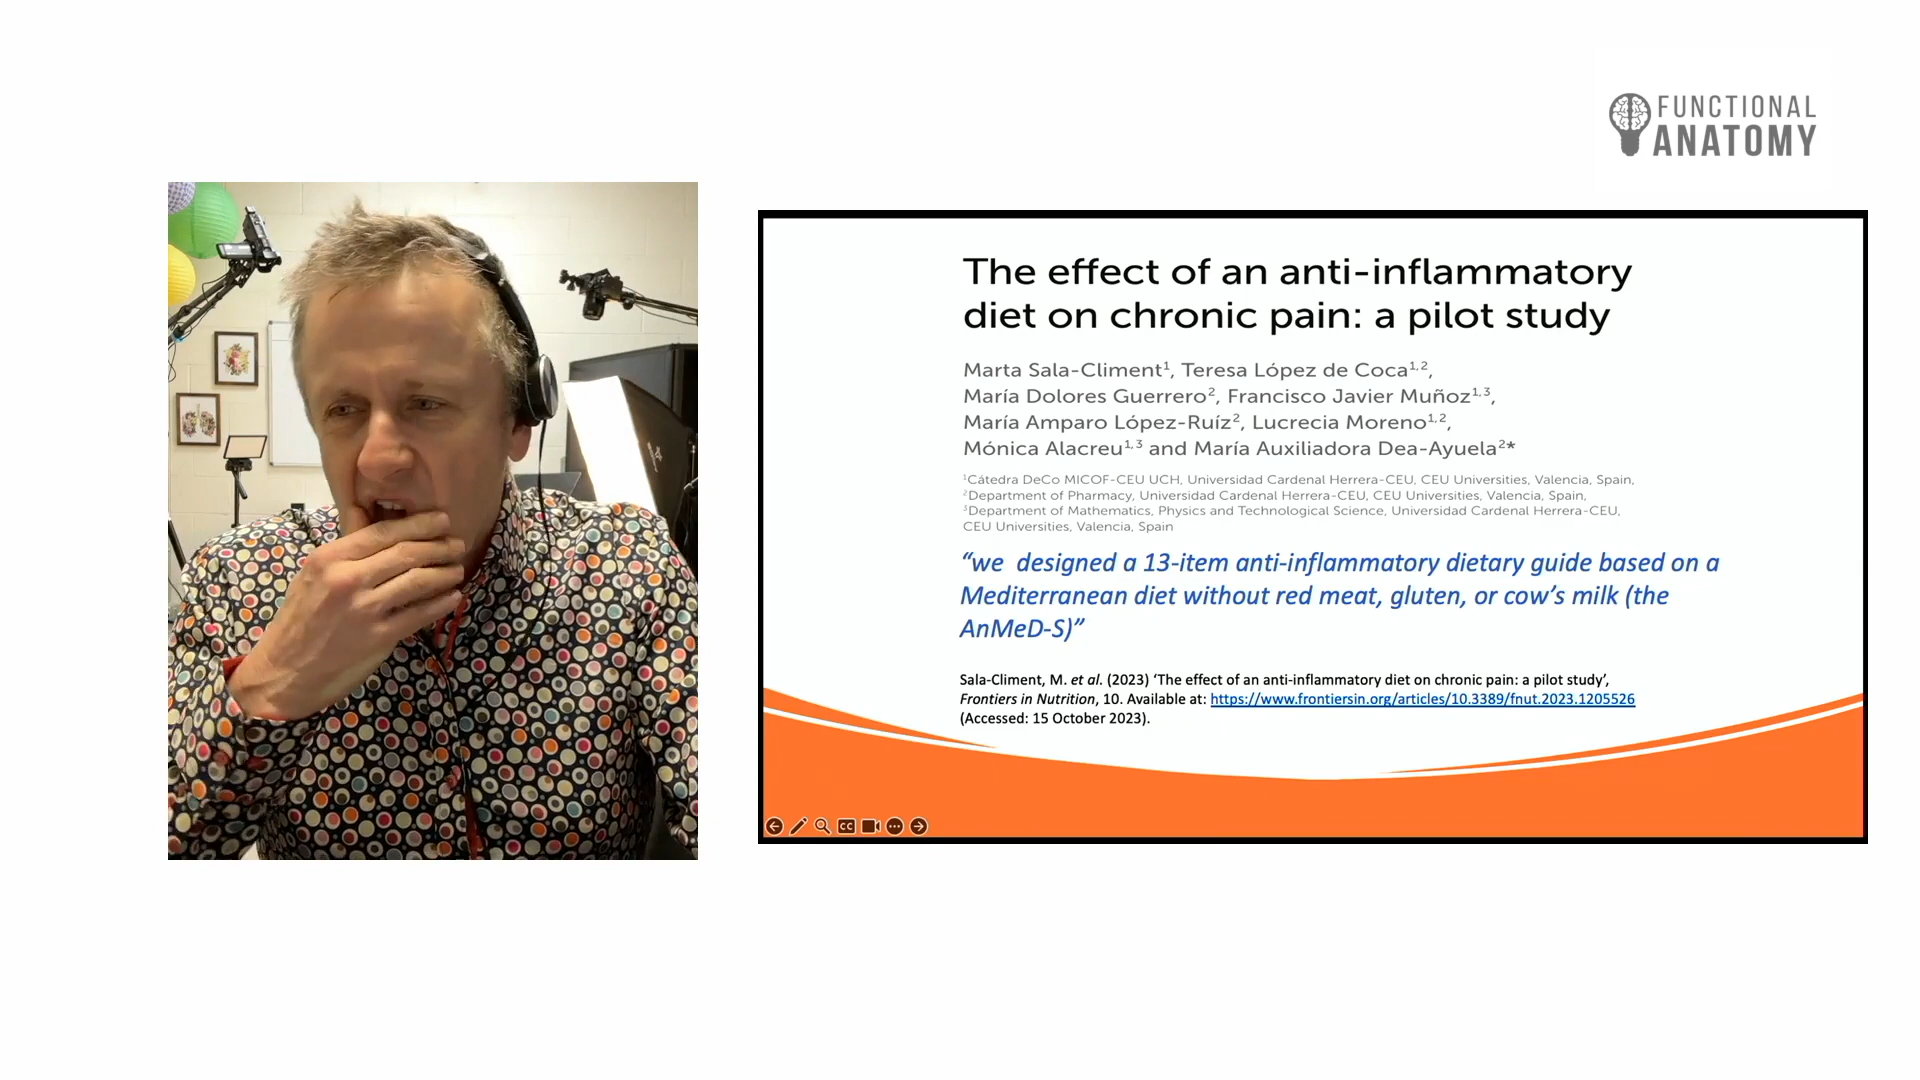 FUNCTIONAL
ANATOMY
The effect of an anti-inflammatory
diet on chronic pain: a pilot study
Marta Sala-Climent1, Teresa López de Coca1,2,
María Dolores Guerrero2, Francisco Javier Muñoz1,3,
María Amparo López-Ruíz2, Lucrecia Moreno1,2,
Mónica Alacreu1,3 and María Auxiliadora Dea-Ayuela2*
1Cátedra DeCo MICOF-CEU UCH, Universidad Cardenal Herrera-CEU, CEU Universities, Valencia, Spain,
2Department of Pharmacy, Universidad Cardenal Herrera-CEU, CEU Universities, Valencia, Spain,
3Department of Mathematics, Physics and Technological Science, Universidad Cardenal Herrera-CEU,
CEU Universities, Valencia, Spain
“we designed a 13-item anti-inflammatory dietary guide based on a
Mediterranean diet without red meat, gluten, or cow’s milk (the
AnMeD-S)”
Sala-Climent, M. et al. (2023) ‘The effect of an anti-inflammatory diet on chronic pain: a pilot study’,
Frontiers in Nutrition, 10. Available at: https://www.frontiersin.org/articles/10.3389/fnut.2023.1205526
(Accessed: 15 October 2023).
CC